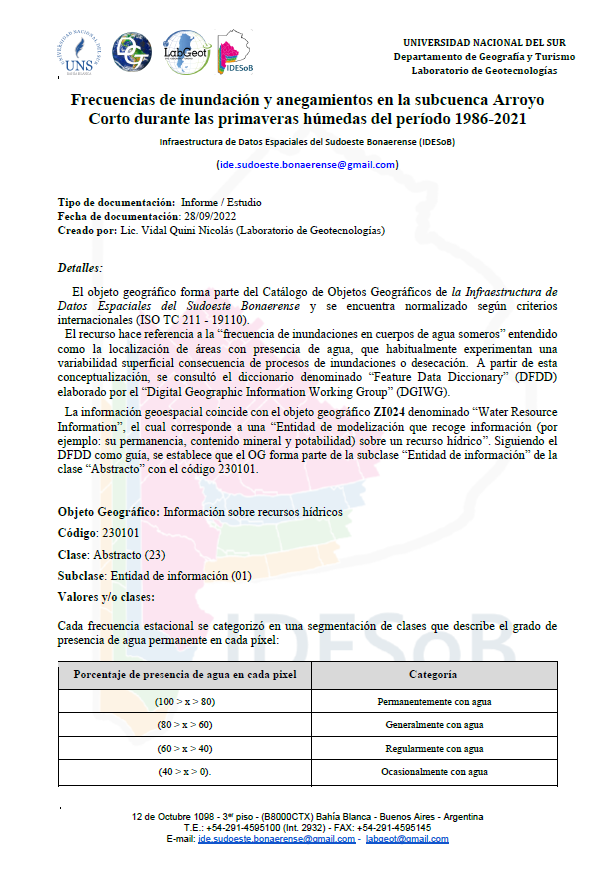 UNIVERSIDAD NACIONAL DEL SUR
UNS
LabGeot
IDESoB
UNIVERSIDAD NACIONAL DEL SUR
Departamento de Geografía y Turismo
Laboratorio de Geotecnologías
Frecuencias de inundación y anegamientos en la subcuenca Arroyo
Corto durante las primaveras húmedas del período 1986-2021
Infraestructura de Datos Espaciales del Sudoeste Bonaerense (IDESoB)
(ide.sudoeste.bonaerense@gmail.com)
Tipo de documentación: Informe / Estudio
Fecha de documentación: 28/09/2022
Creado por: Lic. Vidal Quini Nicolás (Laboratorio de Geotecnologías)
Detalles:
El objeto geográfico forma parte del Catálogo de Objetos Geográficos de la Infraestructura de
Datos Espaciales del Sudoeste Bonaerense y se encuentra normalizado según criterios
internacionales (ISO TC 211 - 19110).
El recurso hace referencia a la “frecuencia de inundaciones en cuerpos de agua someros” entendido
como la localización de áreas con presencia de agua, que habitualmente experimentan una
variabilidad superficial consecuencia de procesos de inundaciones o desecación. A partir de esta
conceptualización, se consultó el diccionario denominado “Feature Data Diccionary” (DFDD)
elaborado por el “Digital Geographic Information Working Group” (DGIWG).
La información geoespacial coincide con el objeto geográfico ZI024 denominado “Water Resource
Information”, el cual corresponde a una “Entidad de modelización que recoge información (por
ejemplo: su permanencia, contenido mineral y potabilidad) sobre un recurso hídrico”. Siguiendo el
DFDD como guía, se establece que el OG forma parte de la subclase “Entidad de información” de la
clase “Abstracto” con el código 230101.
Objeto Geográfico: Información sobre recursos hídricos
Código: 230101
Clase: Abstracto (23)
Subclase: Entidad de información (01)
Valores y/o clases:
Cada frecuencia estacional se categorizó en una segmentación de clases que describe el grado de
presencia de agua permanente en cada píxel:
IDESoB
Porcentaje de presencia de agua en cada pixel Categoría
(100 > x > 80) Permanentemente con agua
(80 > x > 60) Generalmente con agua
(60 > x > 40) Regularmente con agua
(40 > x > 0). Ocasionalmente con agua
12 de Octubre 1098 - 3er piso - (B8000CTX) Bahía Blanca - Buenos Aires - Argentina
T.E.: +54-291-4595100 (Int. 2932) - FAX: +54-291-4595145
E-mail: ide.sudoeste.bonaerense@gmail.com - labgeot@gmail.com